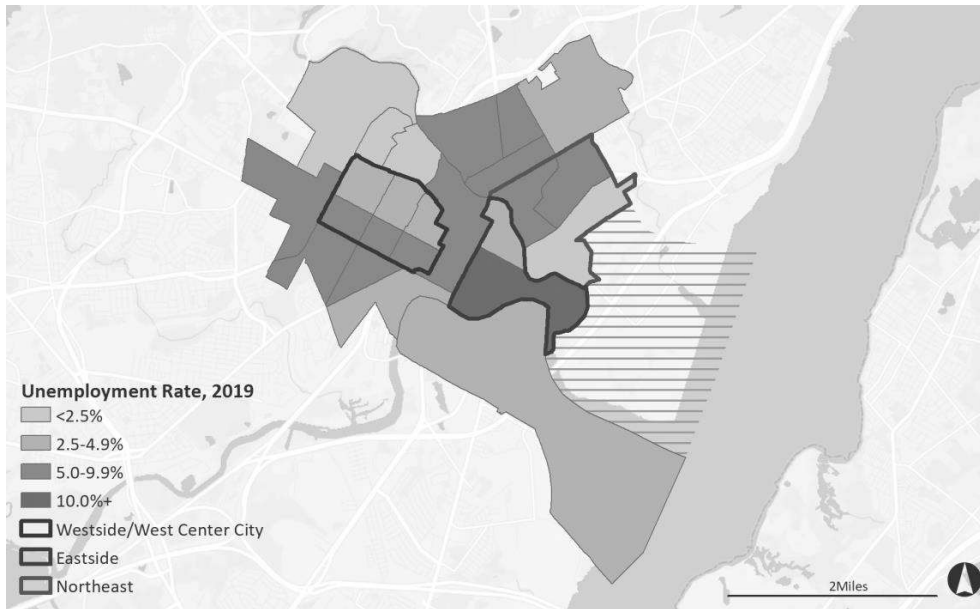 Unemployment Rate, 2019
<2.5%
2.5-4.9%
5.0-9.9%
10.0%+
Westside/West Center City
Eastside
Northeast
2Miles